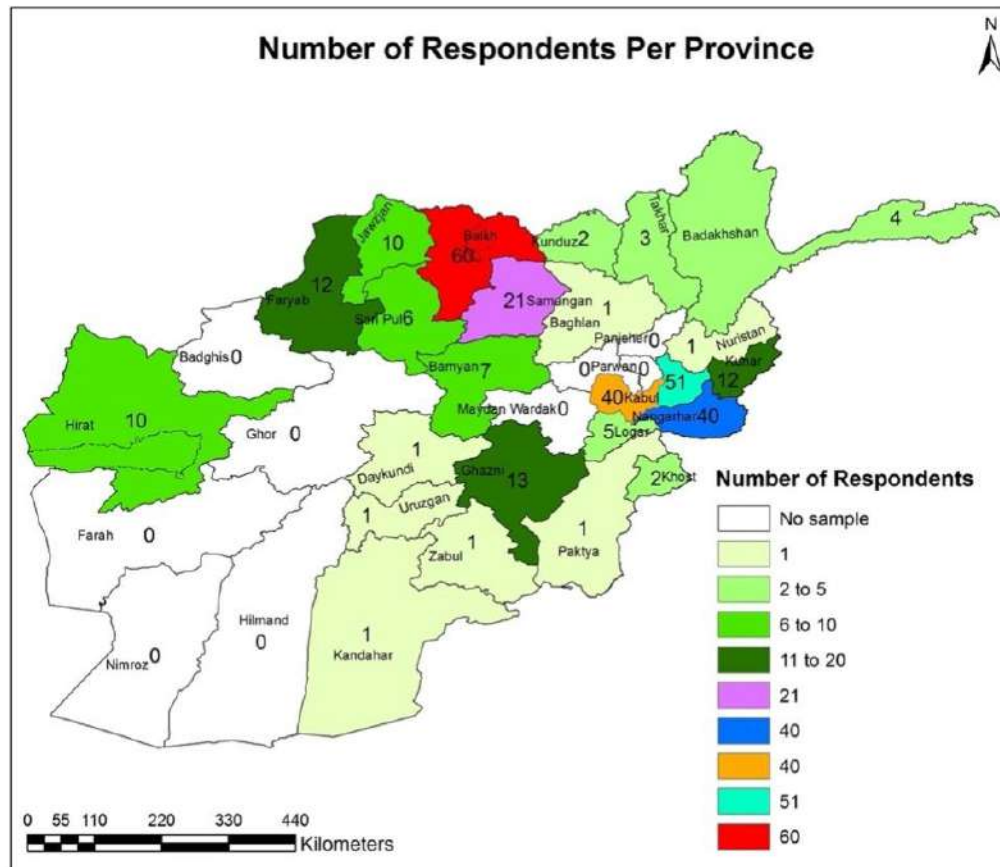 Number of Respondents Per Province
N
Jawzjan
10
Balkh
60
Kunduz 2
Takhar
3
Badakhshan
4
Faryab
12
Sari Pul 6
21 Samangan
Baghlan
1
Panjsher 0
Nuristan
1
Kunar
12
Badghis 0
Bamyan
7
0 Parwan 0
51
40 Kabul
Nangarhar 40
Hirat
10
Ghor
0
Maydan Wardak 0
5 Logar
Daykundi
1
Ghazni
13
2 Khost
Uruzgan
1
Farah
0
Zabul
1
1
Paktya
Hilmand
0
Nimroz 0
1
Kandahar
Number of Respondents
No sample
1
2 to 5
6 to 10
11 to 20
21
40
40
51
60
0 55 110 220 330 440
Kilometers